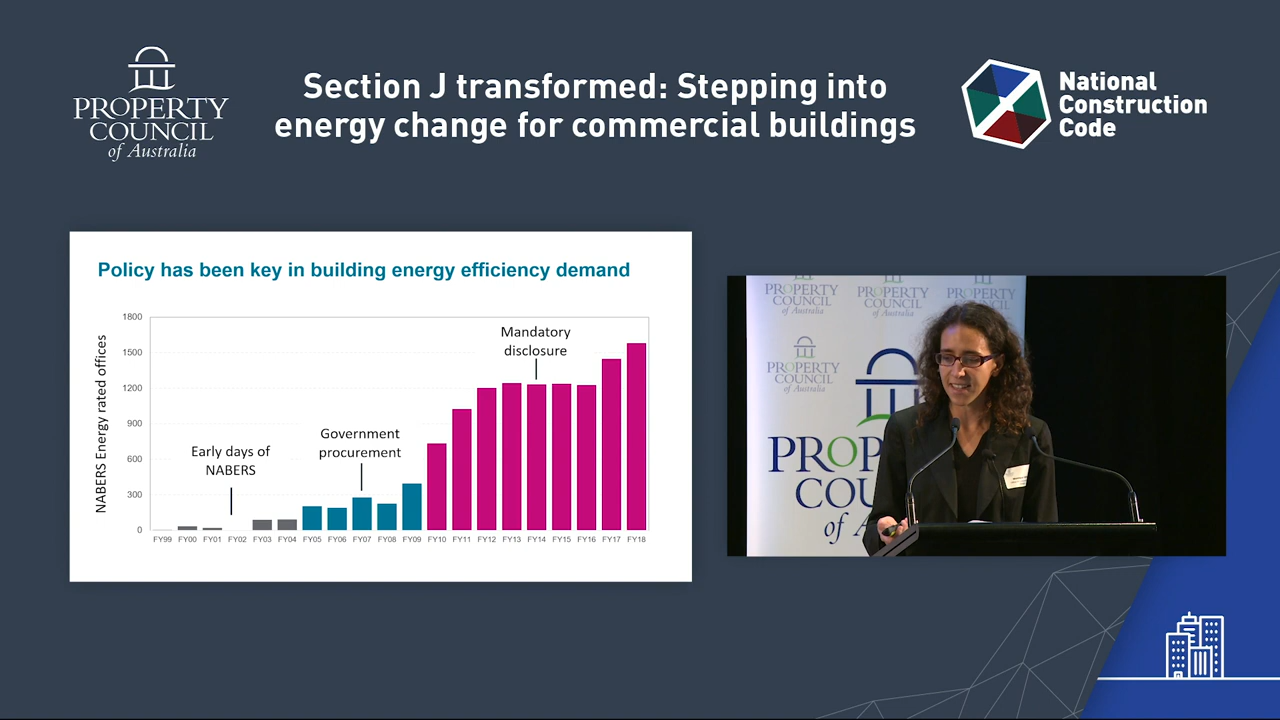 PROPERTY
COUNCIL
of Australia
Section J transformed: Stepping into
energy change for commercial buildings
National
Construction
Code
Policy has been key in building energy efficiency demand
NABERS Energy rated offices
1800
1500
1200
900
600
300
0
Early days of
NABERS
Government
procurement
Mandatory
disclosure
FY99 FY00 FY01 FY02 FY03 FY04 FY05 FY06 FY07 FY08 FY09 FY10 FY11 FY12 FY13 FY14 FY15 FY16 FY17 FY18
PROPERTY PROPERTY PROPERTY
COUNCIL COUNCIL COUNCIL
of Australia of Australia of Australia
PROPERTY
COUNCIL
of Australia
PROP
COU
of A